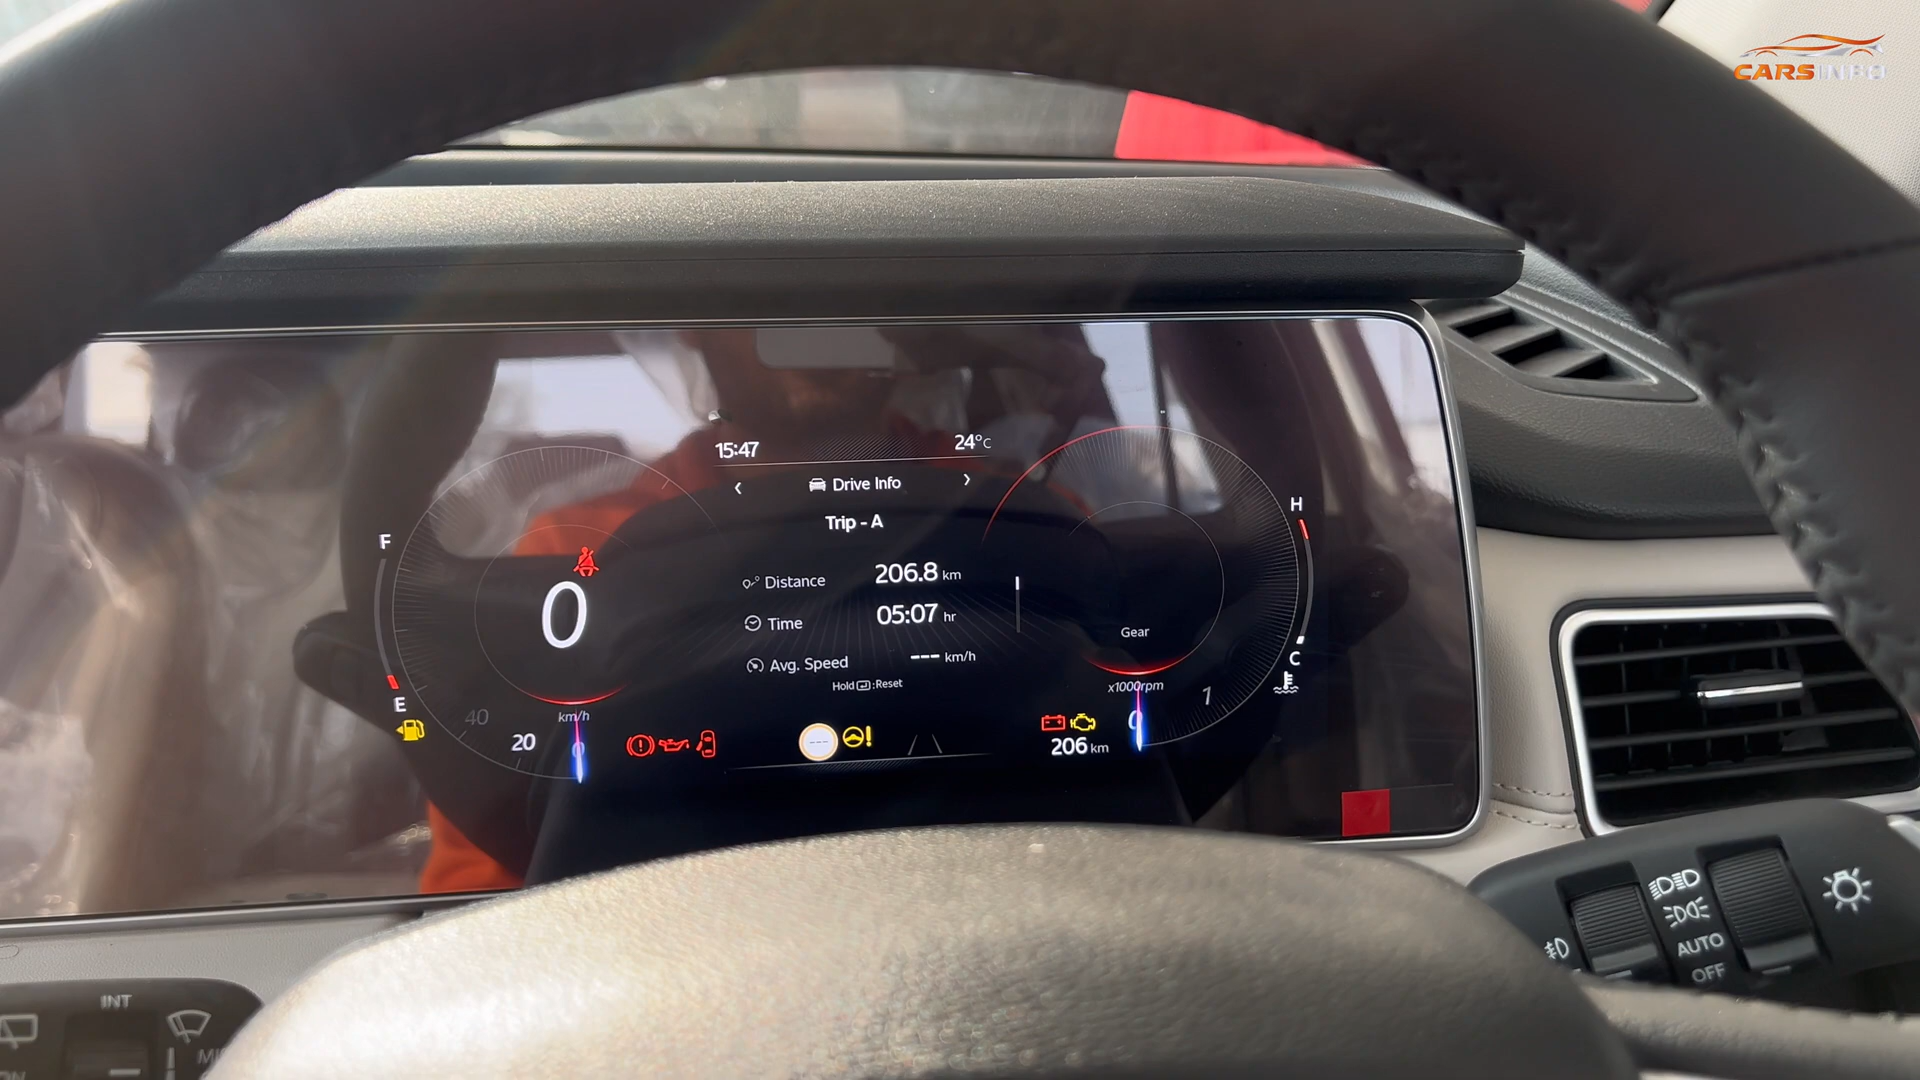 CARSINFO
15:47
24°C
Drive Info
Trip - A
Distance 206.8 km
Time 05:07 hr
Avg. Speed --- km/h
Hold :Reset
F
E
0
km/h
40
20
0
H
C
Gear
x1000rpm
1
0
206 km
AUTO
OFF
INT